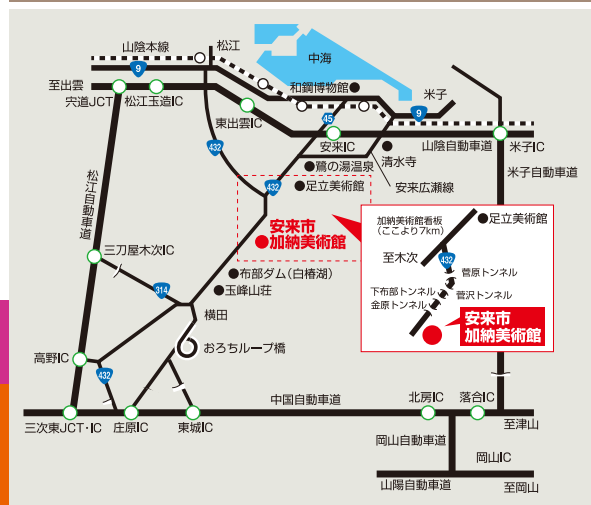 山陰本線
松江
中海
9
至出雲
和鋼博物館
米子
宍道JCT
松江玉造IC
45
9
東出雲IC
安来IC
山陰自動車道
米子IC
432
清水寺
鷺の湯温泉
米子自動車道
432
足立美術館
安来広瀬線
松江自動車道
安来市
加納美術館
加納美術館看板
(ここより7km)
足立美術館
至木次
432
菅原トンネル
下布部トンネル
菅沢トンネル
金原トンネル
安来市
加納美術館
三刀屋木次IC
布部ダム(白椿湖)
314
玉峰山荘
横田
おろちループ橋
高野IC
432
中国自動車道
北房IC
落合IC
三次東JCT・IC
庄原IC
東城IC
至津山
岡山自動車道
岡山IC
山陽自動車道
至岡山